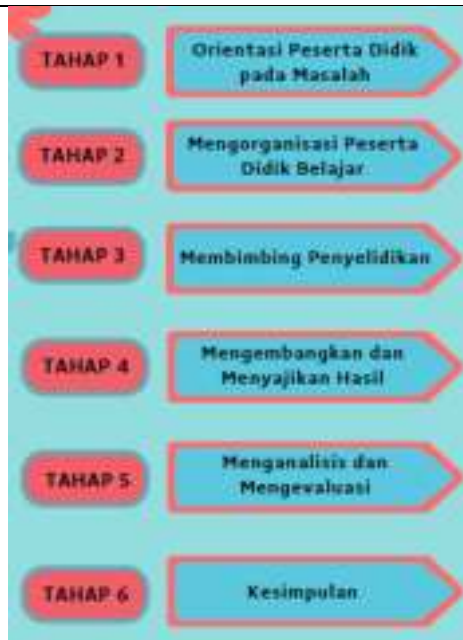 TAHAP 1
Orientasi Peserta Didik
pada Masalah
TAHAP 2
Mengorganisasi Peserta
Didik Belajar
TAHAP 3
Membimbing Penyelidikan
TAHAP 4
Mengembangkan dan
Menyajikan Hasil
TAHAP 5
Menganalisis dan
Mengevaluasi
TAHAP 6
Kesimpulan